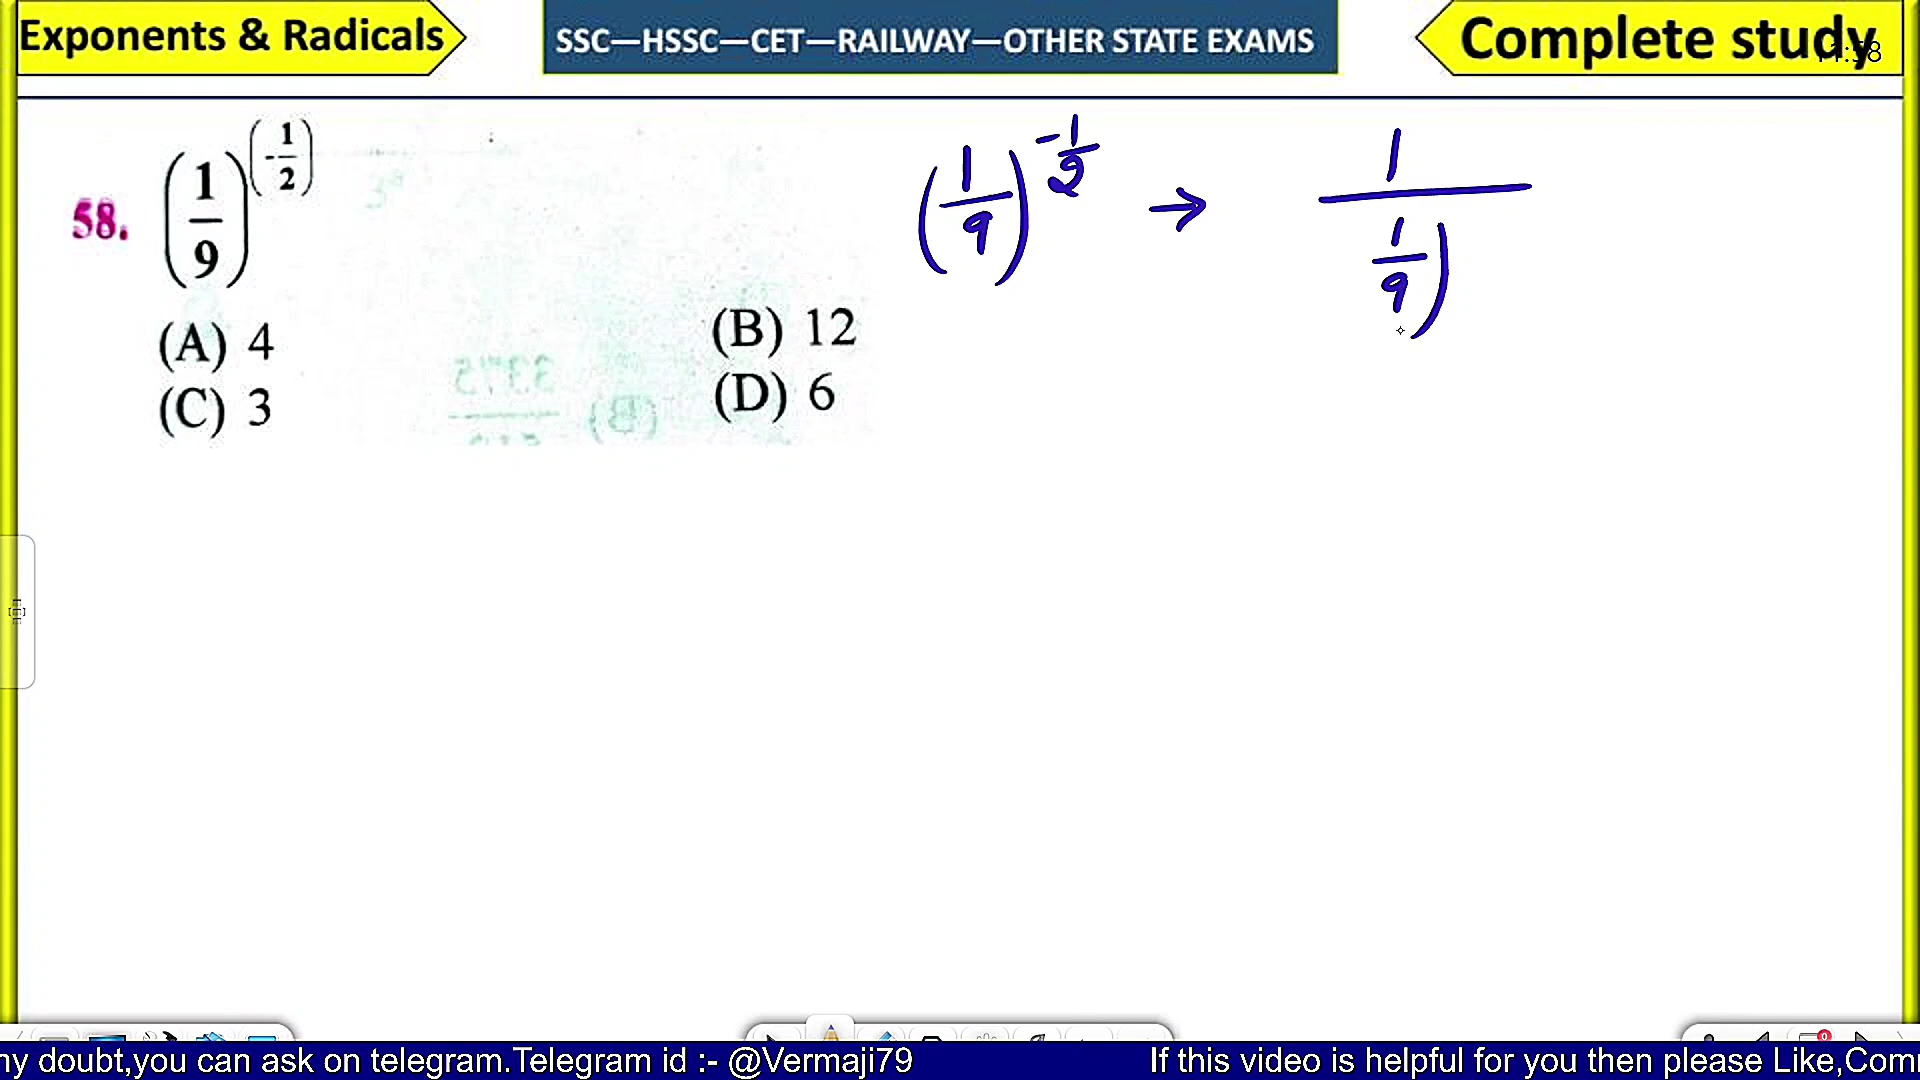 Exponents & Radicals
SSC—HSSC—CET—RAILWAY—OTHER STATE EXAMS
Complete study
58. (1/9)^(-1/2)
(A) 4 (B) 12
(C) 3 (D) 6
(1/9)^-1/2 → 1/(1/9)
doubt,you can ask on telegram.Telegram id :- @Vermaji79 If this video is helpful for you then please Like,